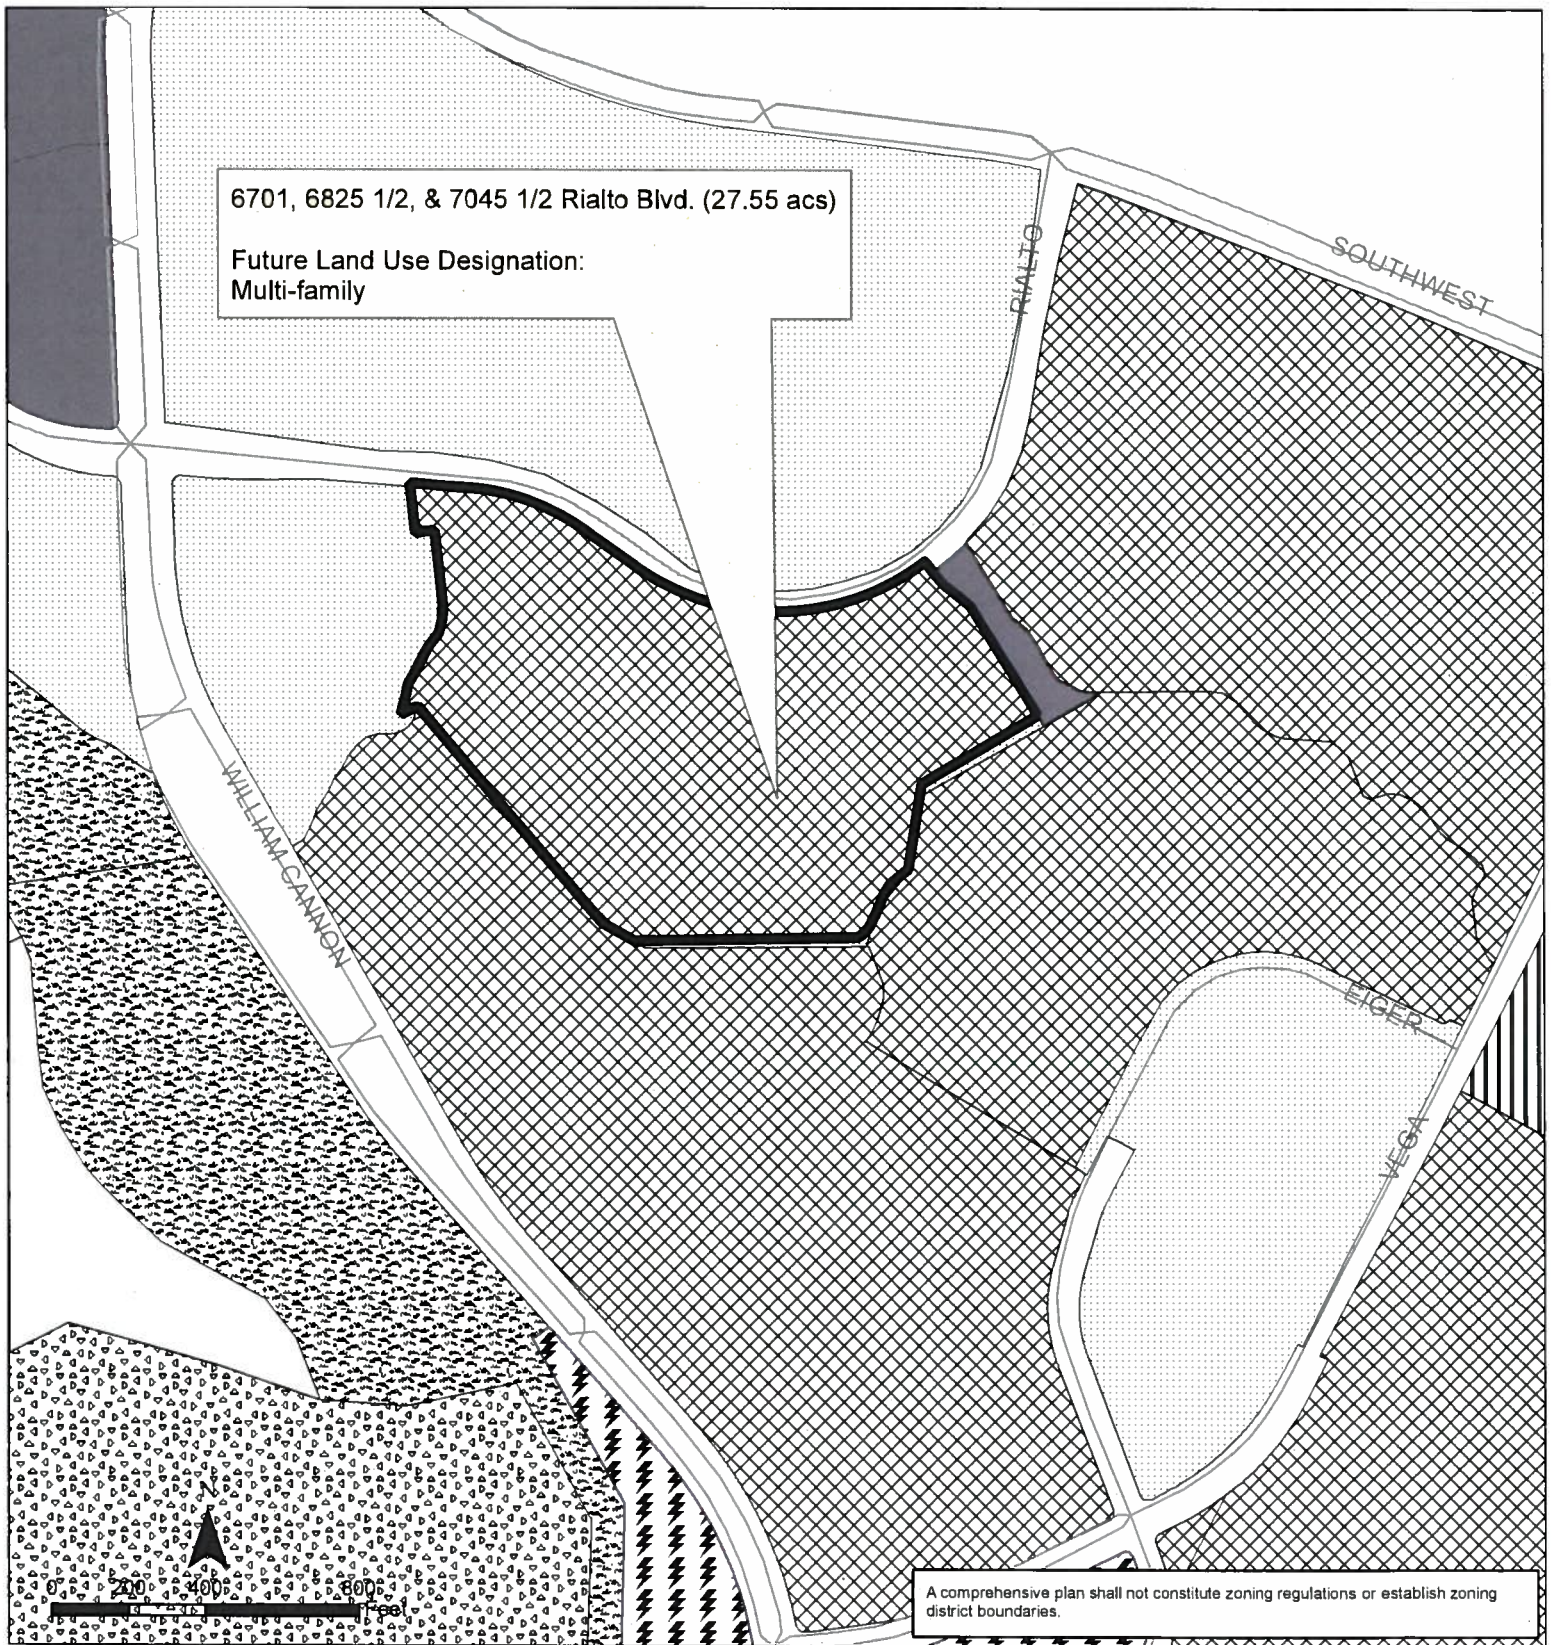 6701, 6825 1/2, & 7045 1/2 Rialto Blvd. (27.55 acs)
Future Land Use Designation:
Multi-family
RIALTO
SOUTHWEST
WILLIAM CANNON
EIGER
VEGA
N
0 200 400 800
Feet
A comprehensive plan shall not constitute zoning regulations or establish zoning
district boundaries.